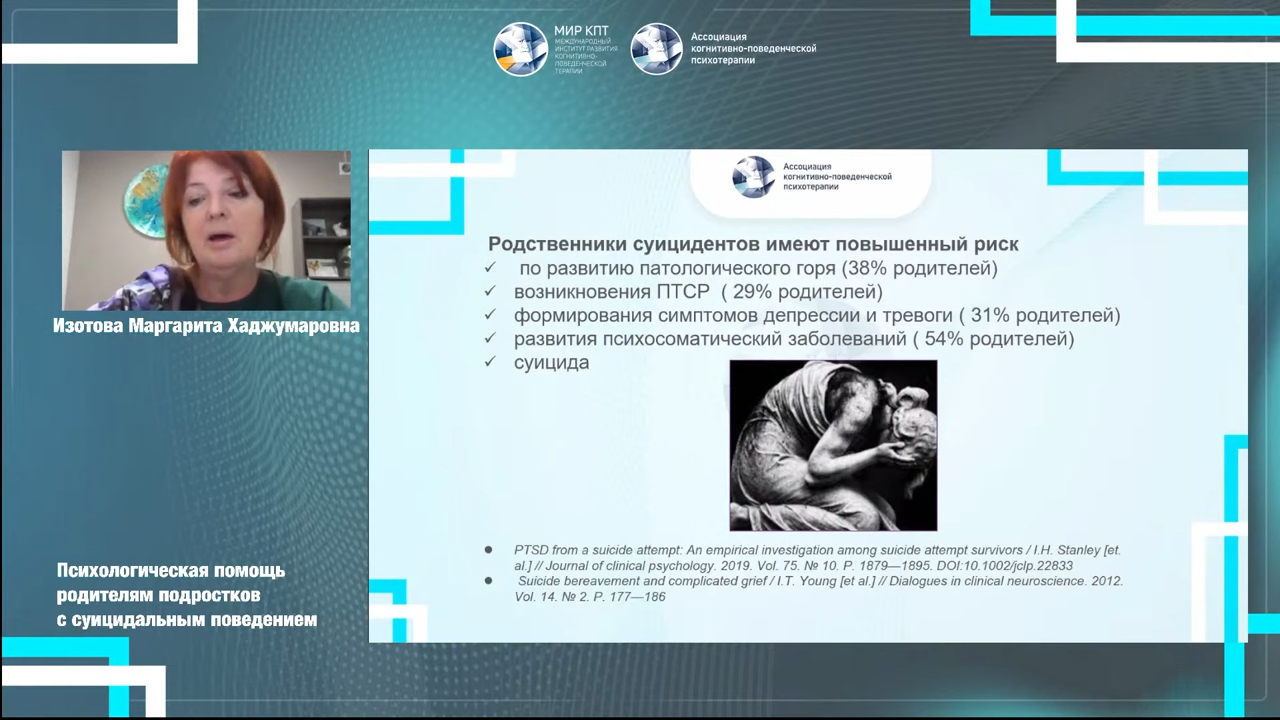 МИР КПТ
МЕЖДУНАРОДНЫЙ
ИНСТИТУТ РАЗВИТИЯ
КОГНИТИВНО-
ПОВЕДЕНЧЕСКОЙ
ТЕРАПИИ
Ассоциация
когнитивно-поведенческой
психотерапии
Изотова Маргарита Хаджумаровна
Психологическая помощь
родителям подростков
с суицидальным поведением
Ассоциация
когнитивно-поведенческой
психотерапии
Родственники суицидентов имеют повышенный риск
✓ по развитию патологического горя (38% родителей)
✓ возникновения ПТСР ( 29% родителей)
✓ формирования симптомов депрессии и тревоги ( 31% родителей)
✓ развития психосоматический заболеваний ( 54% родителей)
✓ суицида
● PTSD from a suicide attempt: An empirical investigation among suicide attempt survivors / I.H. Stanley [et.
al.] // Journal of clinical psychology. 2019. Vol. 75. № 10. P. 1879—1895. DOI:10.1002/jclp.22833
● Suicide bereavement and complicated grief / I.T. Young [et al.] // Dialogues in clinical neuroscience. 2012.
Vol. 14. № 2. P. 177—186